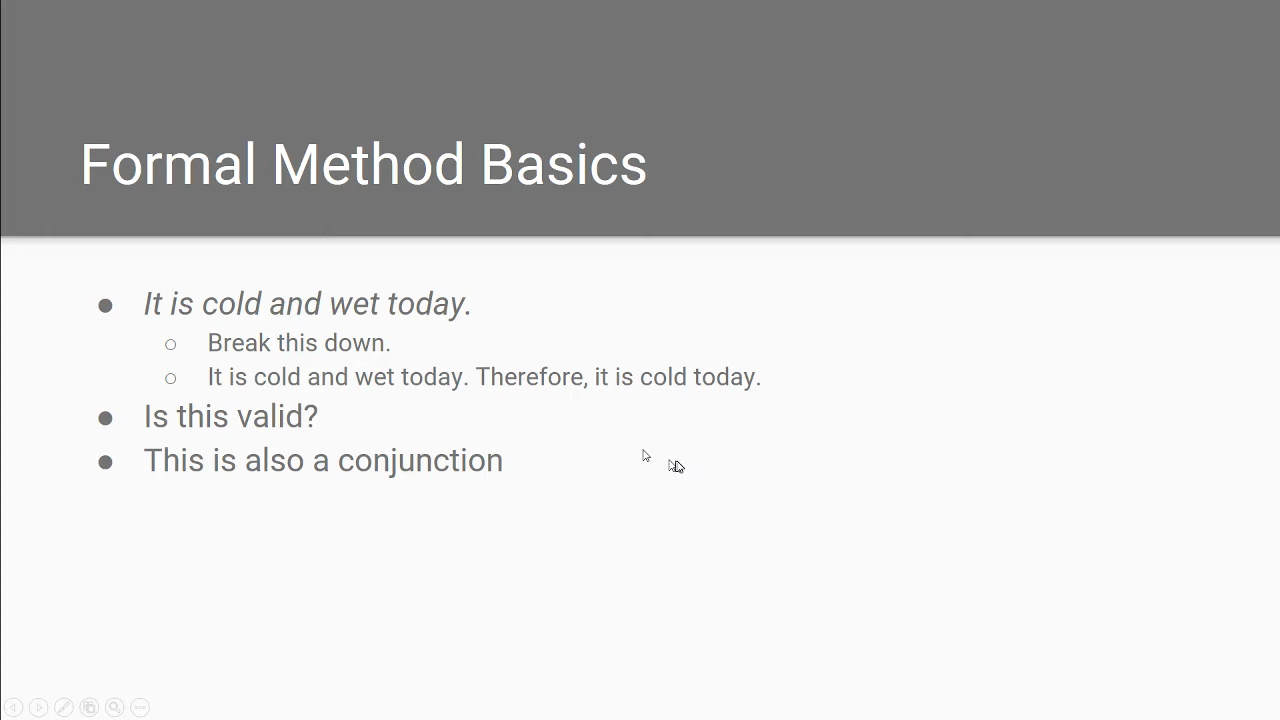 Formal Method Basics
It is cold and wet today.
Break this down.
It is cold and wet today. Therefore, it is cold today.
Is this valid?
This is also a conjunction